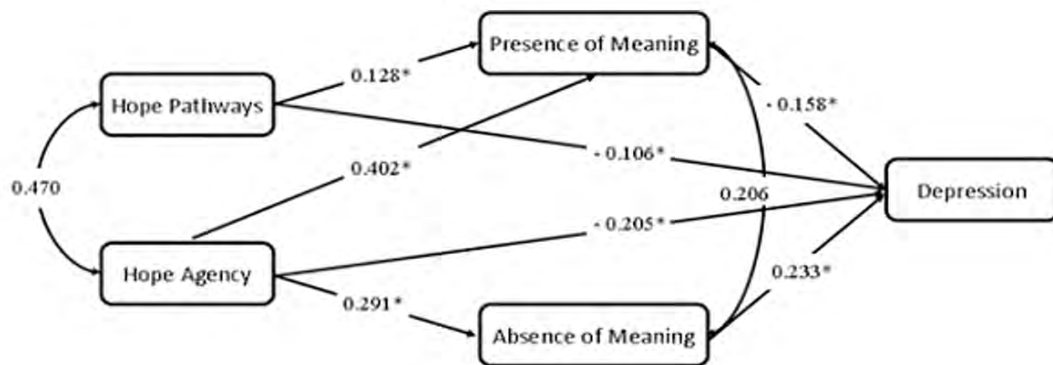 Presence of Meaning
0.128*
Hope Pathways
- 0.158*
- 0.106*
0.402*
0.470
0.206
Depression
- 0.205*
Hope Agency
0.233*
0.291*
Absence of Meaning